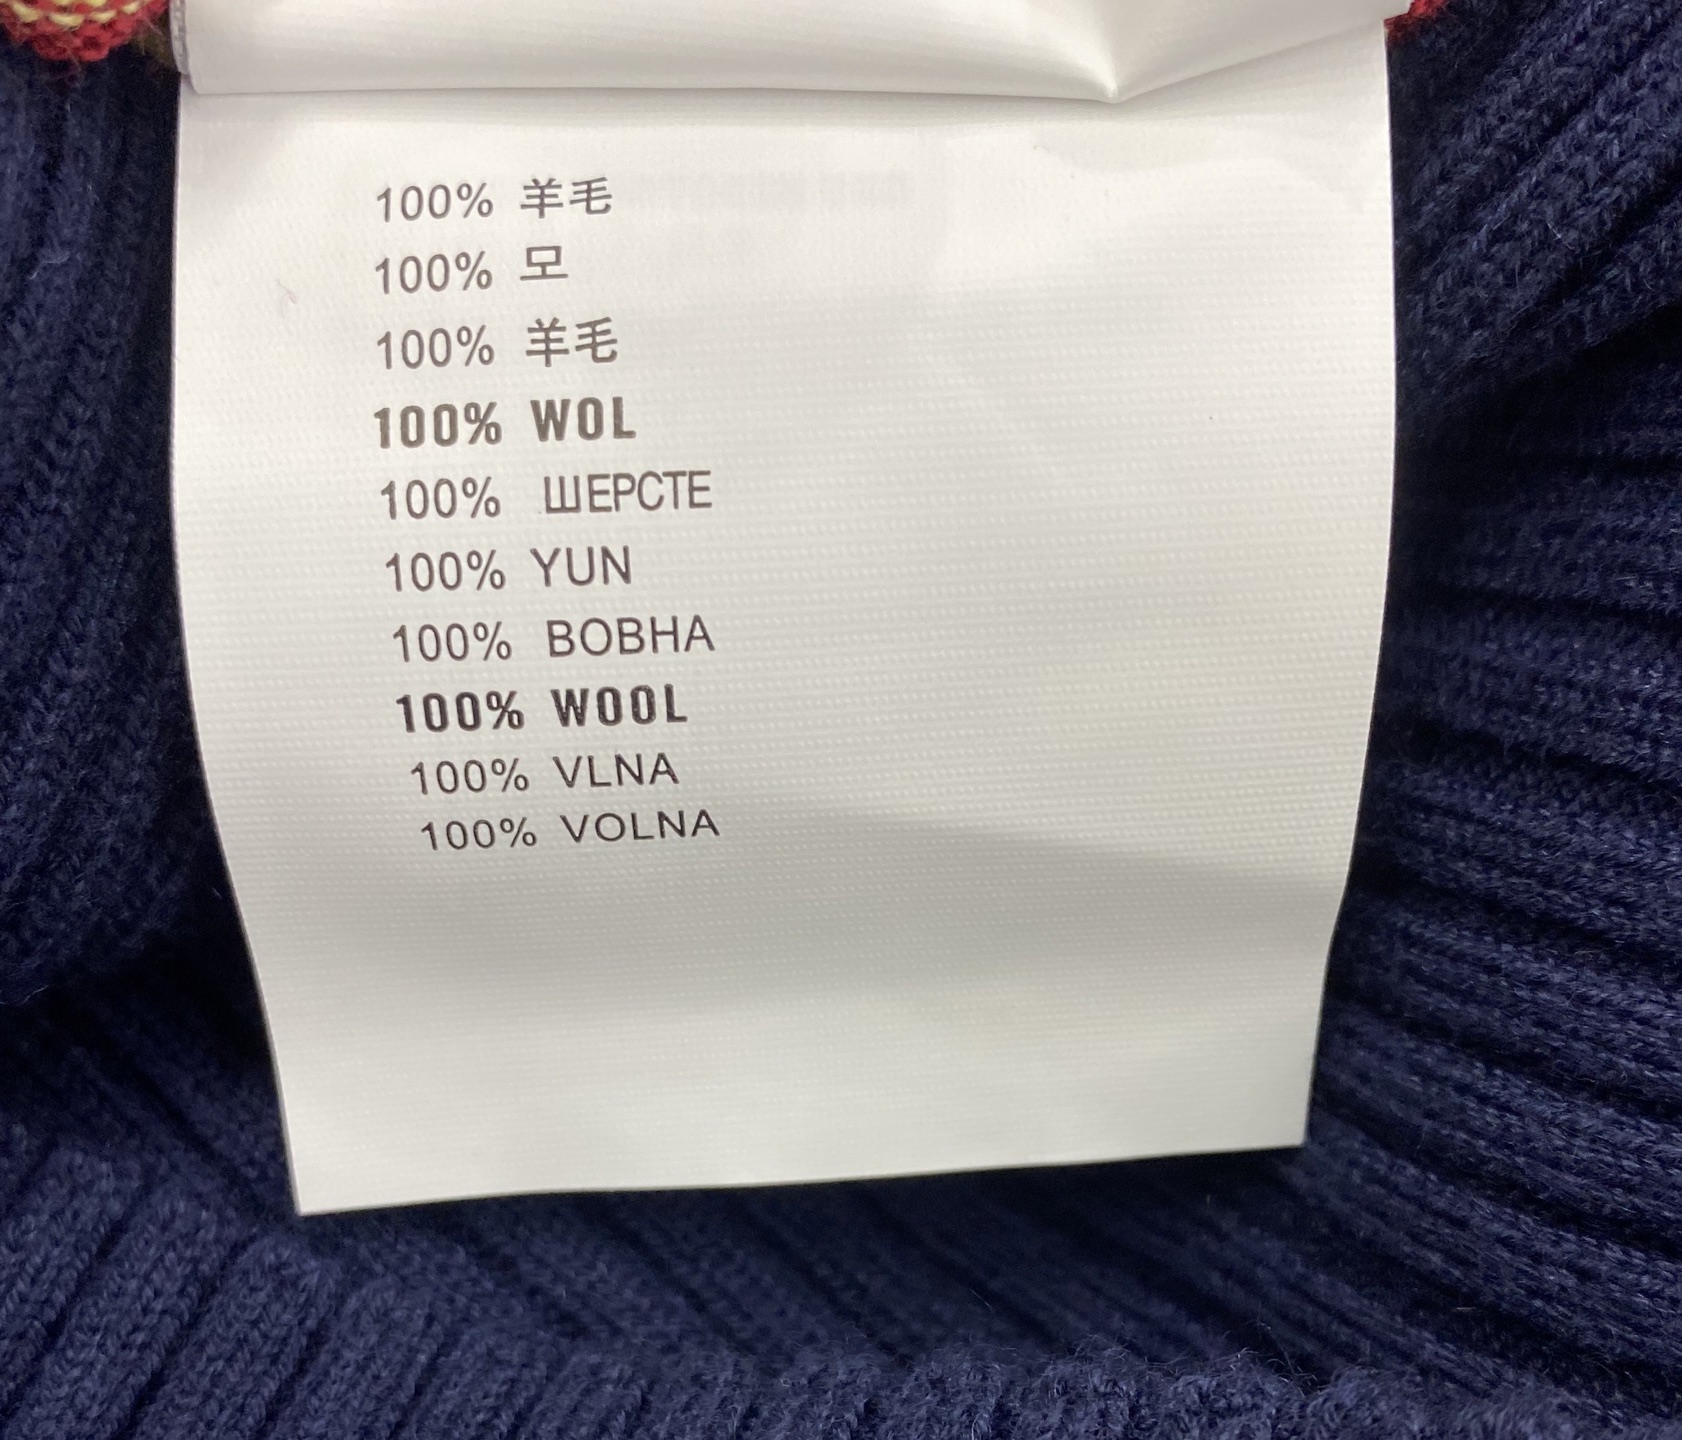 100% 羊毛
100% 모
100% 羊毛
100% WOL
100% ШЕРСТЕ
100% YUN
100% ВОВНА
100% WOOL
100% VLNA
100% VOLNA